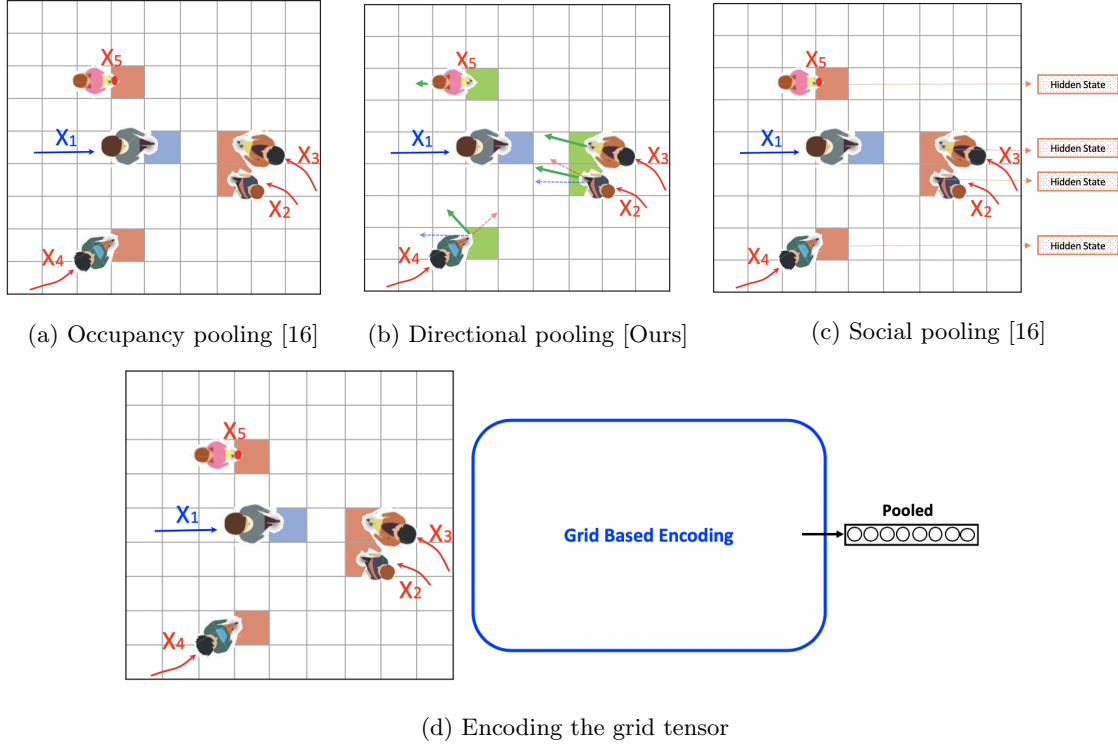 X5
X1
X3
X2
X4
(a) Occupancy pooling [16]
X5
X1
X3
X2
X4
(b) Directional pooling [Ours]
X5
Hidden State
X1
Hidden State
X3
Hidden State
X2
X4
Hidden State
(c) Social pooling [16]
X5
X1
X3
X2
X4
Grid Based Encoding
Pooled
(d) Encoding the grid tensor